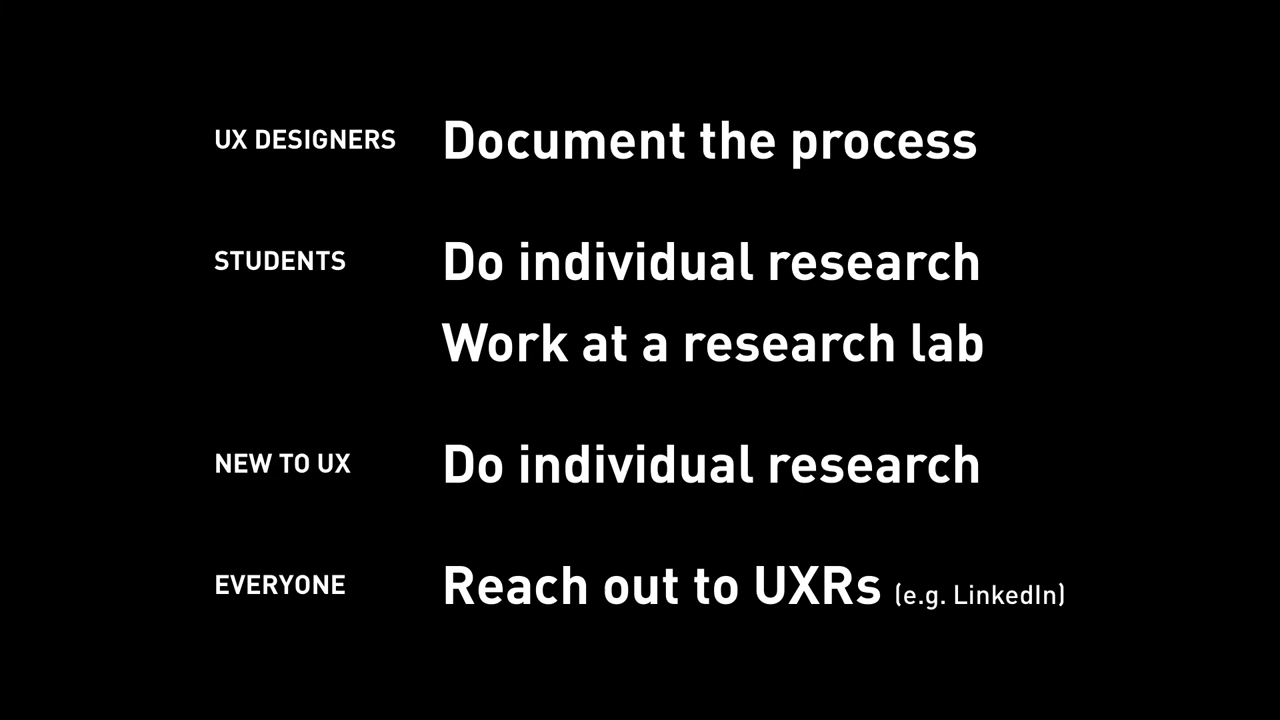 UX DESIGNERS Document the process
STUDENTS Do individual research
Work at a research lab
NEW TO UX Do individual research
EVERYONE Reach out to UXRs (e.g. LinkedIn)